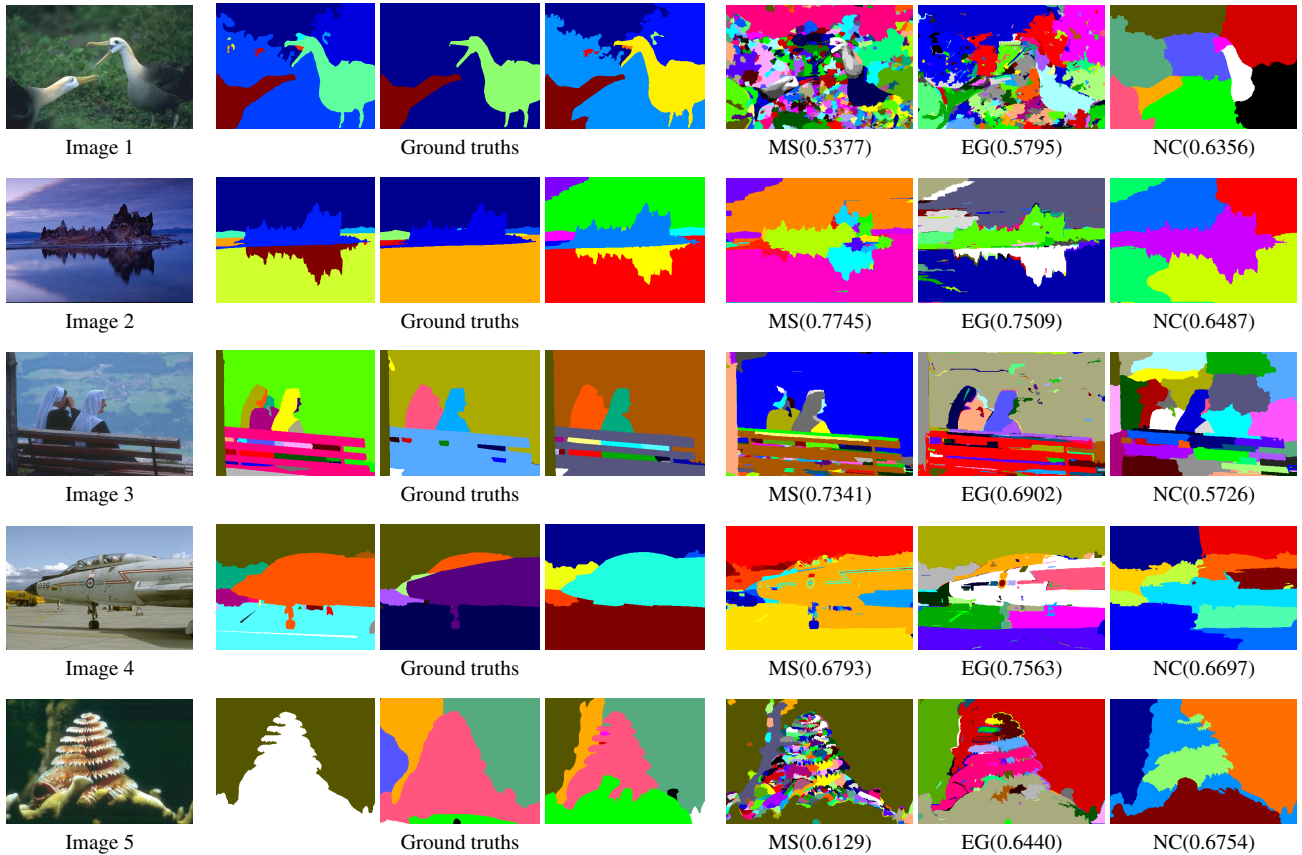 Image 1 Ground truths MS(0.5377) EG(0.5795) NC(0.6356)
Image 2 Ground truths MS(0.7745) EG(0.7509) NC(0.6487)
Image 3 Ground truths MS(0.7341) EG(0.6902) NC(0.5726)
036
Image 4 Ground truths MS(0.6793) EG(0.7563) NC(0.6697)
Image 5 Ground truths MS(0.6129) EG(0.6440) NC(0.6754)